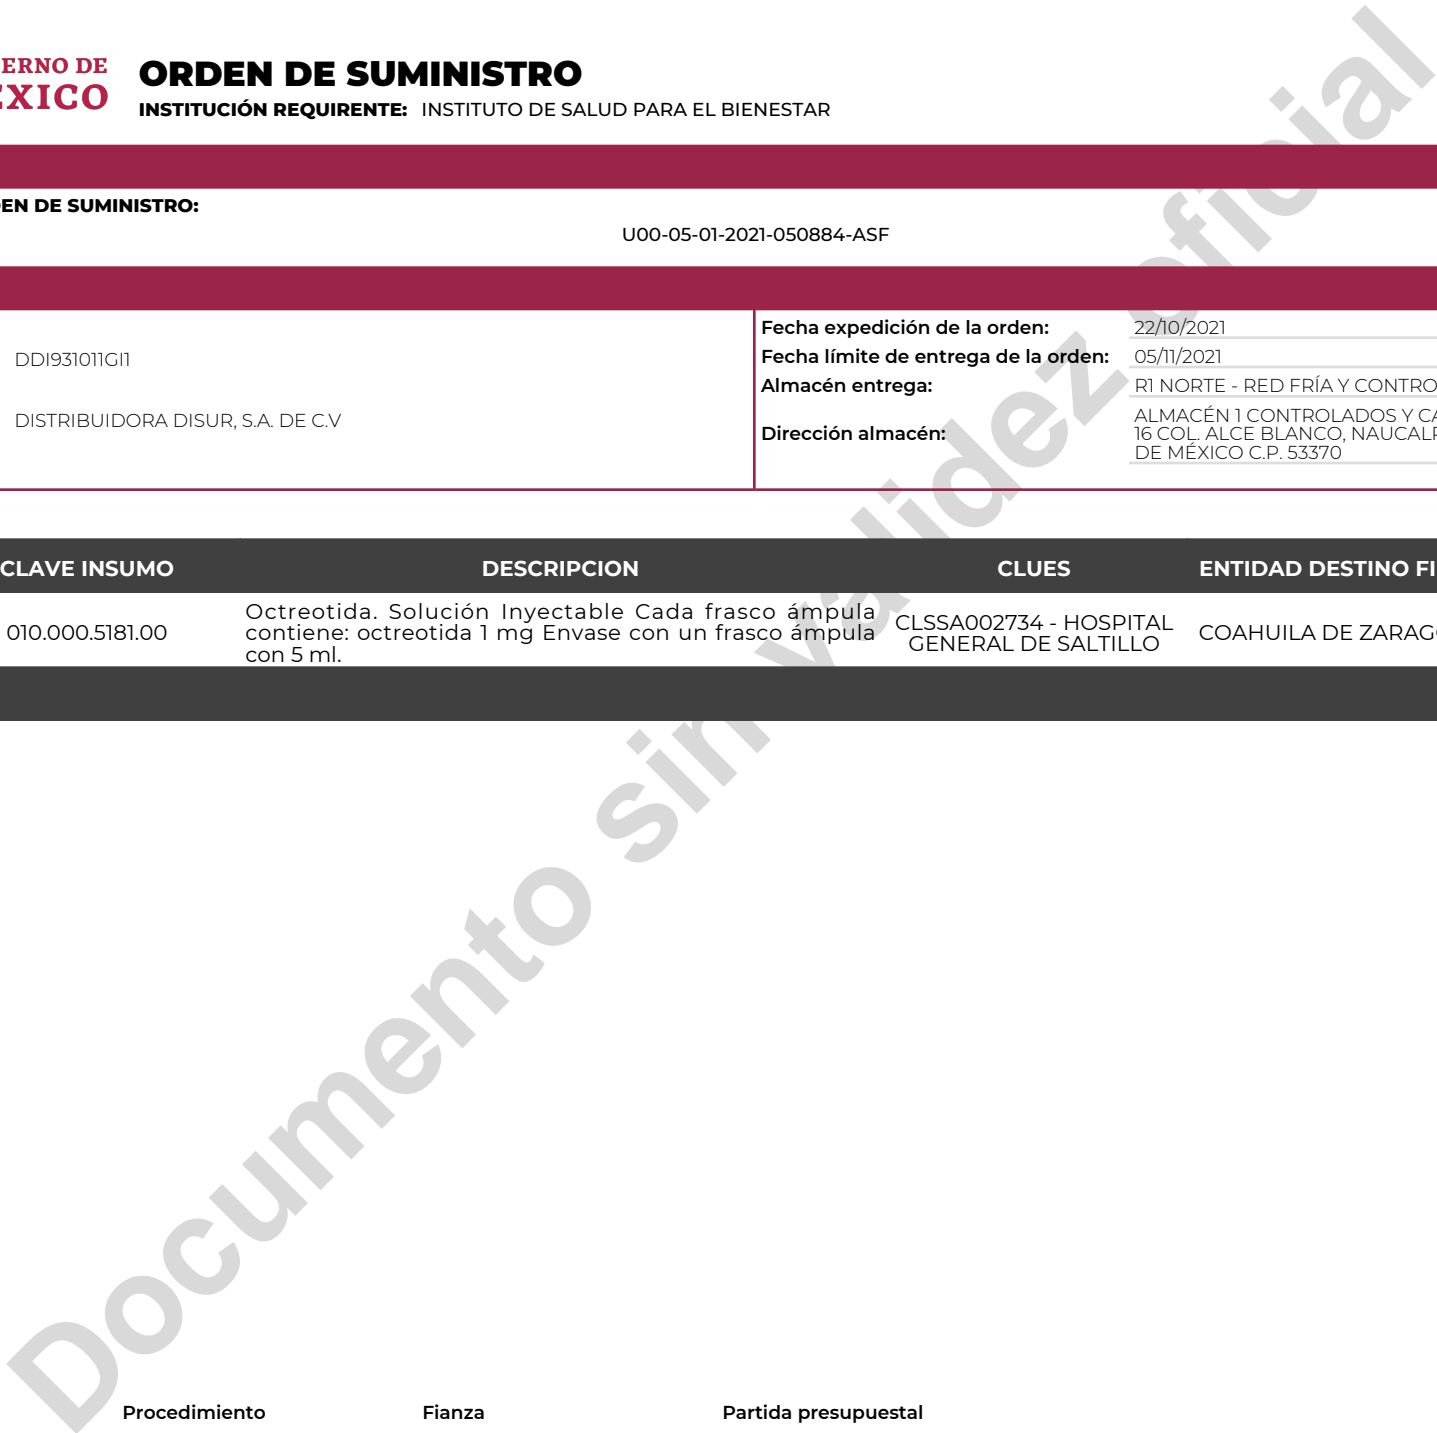 ERNO DE
ÉXICO
ORDEN DE SUMINISTRO
INSTITUCIÓN REQUIRENTE: INSTITUTO DE SALUD PARA EL BIENESTAR
EN DE SUMINISTRO:
U00-05-01-2021-050884-ASF
DDI931011GI1
DISTRIBUIDORA DISUR, S.A. DE C.V
Fecha expedición de la orden: 22/10/2021
Fecha límite de entrega de la orden: 05/11/2021
Almacén entrega: R1 NORTE - RED FRÍA Y CONTRO
Dirección almacén: ALMACÉN 1 CONTROLADOS Y CA
16 COL. ALCE BLANCO, NAUCALP
DE MÉXICO C.P. 53370
CLAVE INSUMO DESCRIPCION CLUES ENTIDAD DESTINO FI
010.000.5181.00
Octreotida. Solución Inyectable Cada frasco ámpula
contiene: octreotida 1 mg Envase con un frasco ámpula
con 5 ml.
CLSSA002734 - HOSPITAL
GENERAL DE SALTILLO
COAHUILA DE ZARAG
Documento sin validez oficial
Procedimiento Fianza Partida presupuestal